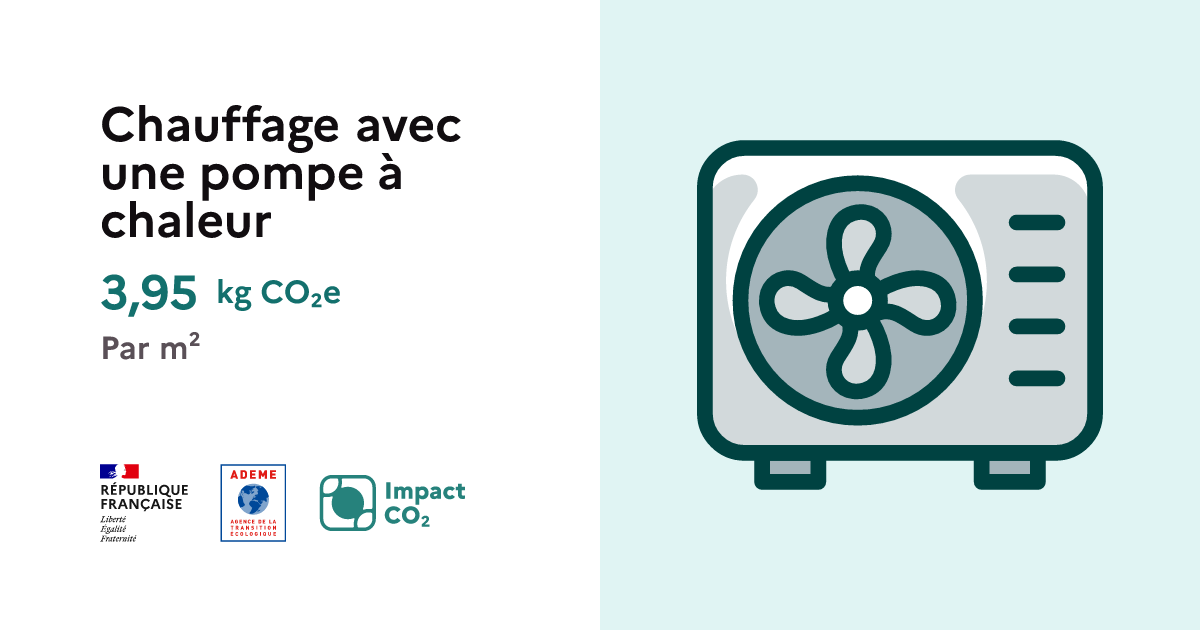 Chauffage avec
une pompe à
chaleur
3,95 kg CO₂e
Par m²
RÉPUBLIQUE
FRANÇAISE
Liberté
Égalité
Fraternité
ADEME
AGENCE DE LA
TRANSITION
ÉCOLOGIQUE
Impact
CO₂